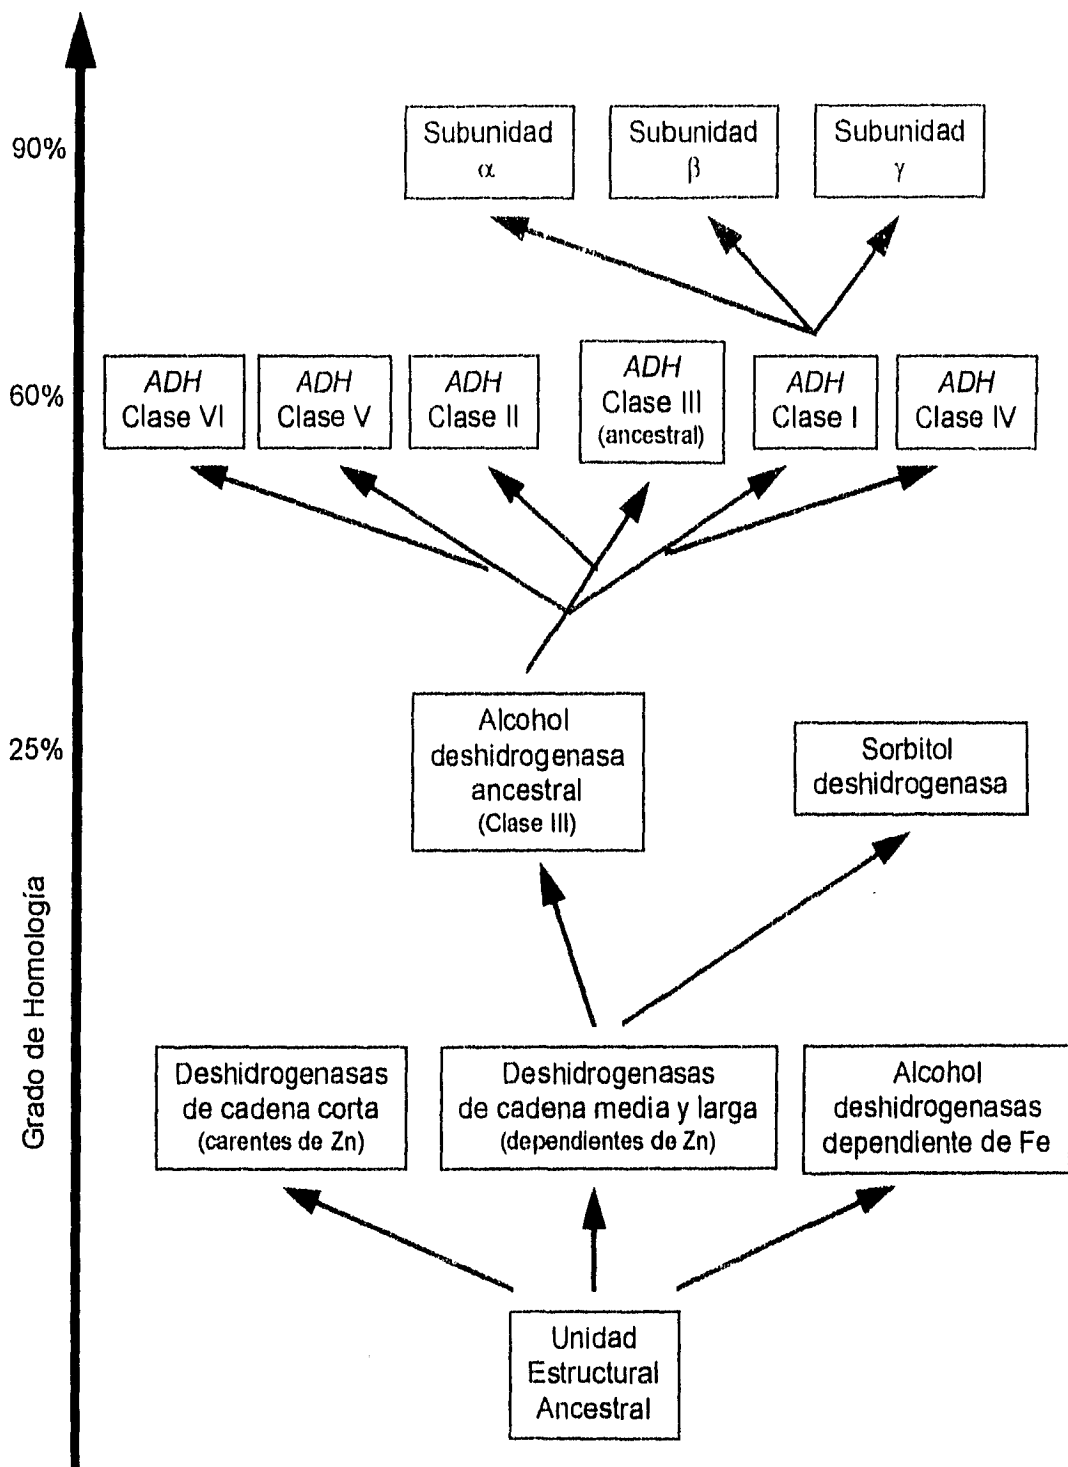 90%
Subunidad
α
Subunidad
β
Subunidad
γ
60%
ADH
Clase VI
ADH
Clase V
ADH
Clase II
ADH
Clase III
(ancestral)
ADH
Clase I
ADH
Clase IV
25%
Alcohol
deshidrogenasa
ancestral
(Clase III)
Sorbitol
deshidrogenasa
Grado de Homología
Deshidrogenasas
de cadena corta
(carentes de Zn)
Deshidrogenasas
de cadena media y larga
(dependientes de Zn)
Alcohol
deshidrogenasas
dependiente de Fe
Unidad
Estructural
Ancestral